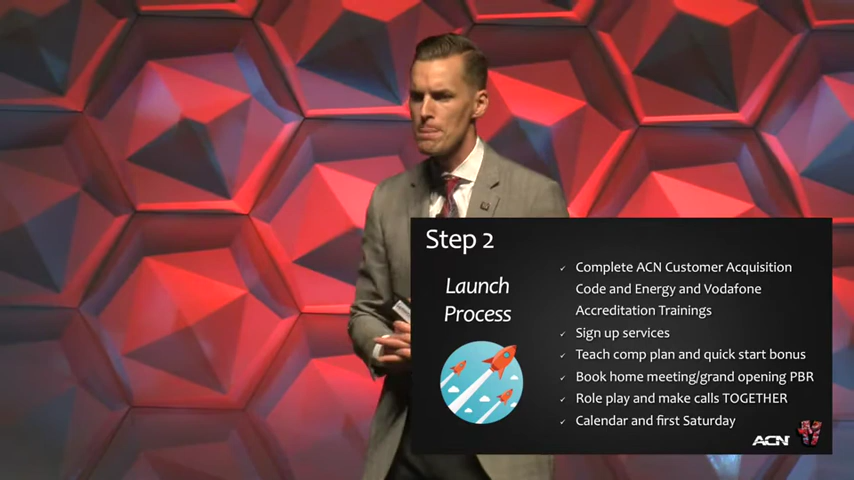 Step 2
Launch
Process
✓ Complete ACN Customer Acquisition
Code and Energy and Vodafone
Accreditation Trainings
✓ Sign up services
✓ Teach comp plan and quick start bonus
✓ Book home meeting/grand opening PBR
✓ Role play and make calls TOGETHER
✓ Calendar and first Saturday
ACN